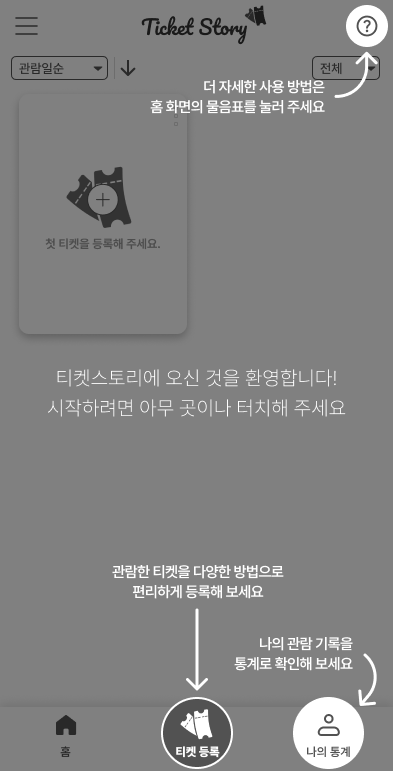 Ticket Story
관람일순
전체
더 자세한 사용 방법은
홈 화면의 물음표를 눌러 주세요
첫 티켓을 등록해 주세요.
티켓스토리에 오신 것을 환영합니다!
시작하려면 아무 곳이나 터치해 주세요
관람한 티켓을 다양한 방법으로
편리하게 등록해 보세요
나의 관람 기록을
통계로 확인해 보세요
홈
티켓 등록
나의 통계